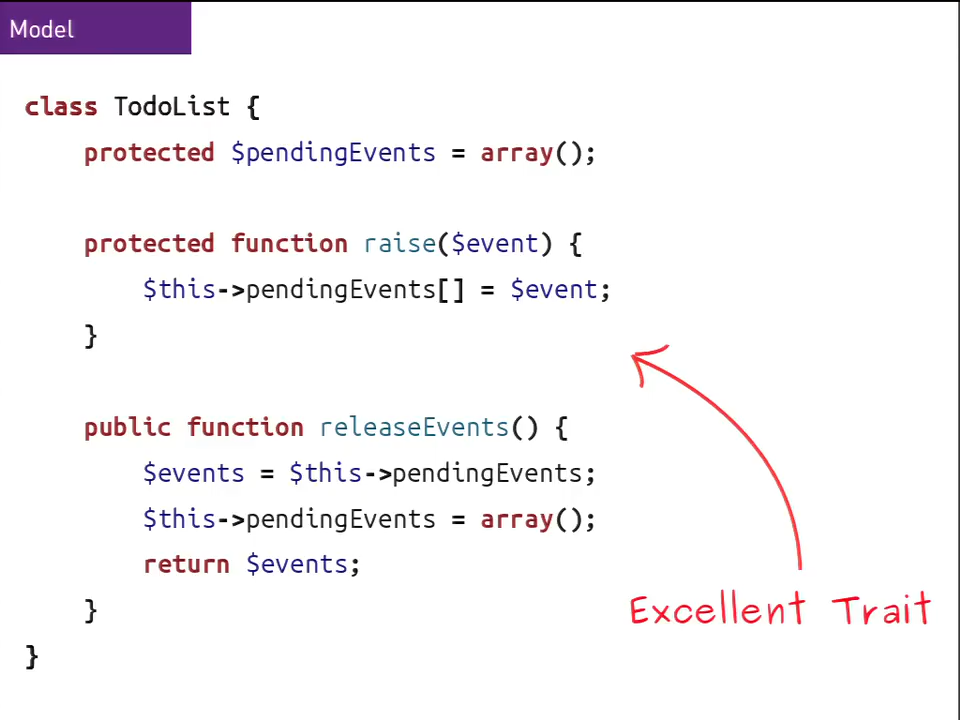 Model
class TodoList {
protected $pendingEvents = array();
protected function raise($event) {
$this->pendingEvents[] = $event;
}
public function releaseEvents() {
$events = $this->pendingEvents;
$this->pendingEvents = array();
return $events;
}
}
Excellent Trait